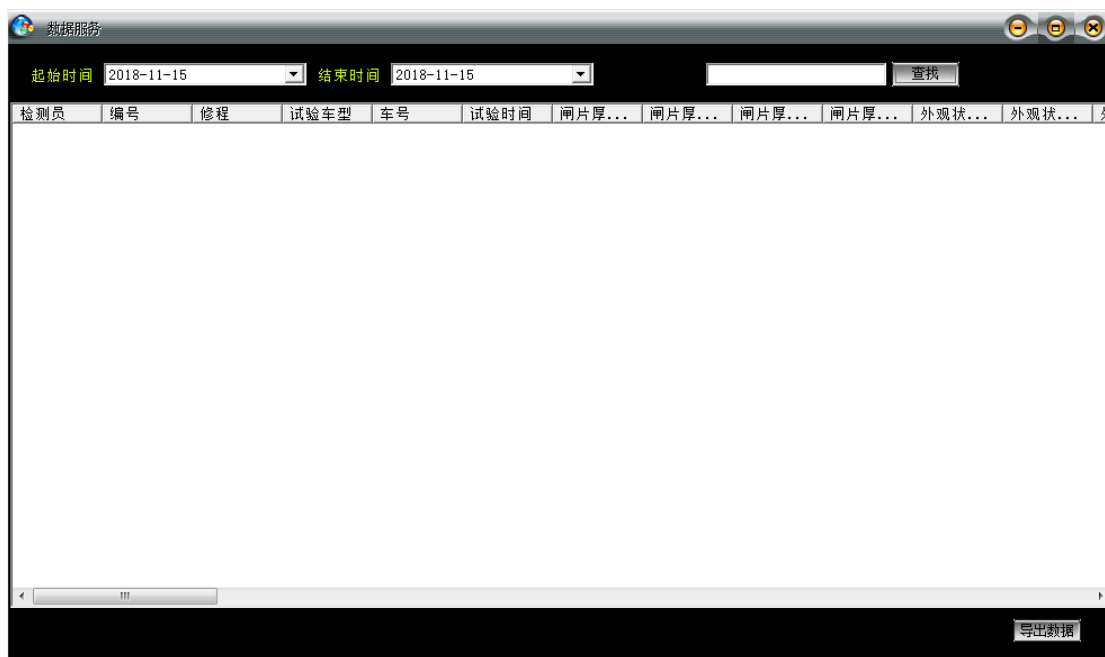 数据服务
起始时间 2018-11-15 结束时间 2018-11-15 查找
检测员 编号 修程 试验车型 车号 试验时间 闸片厚... 闸片厚... 闸片厚... 闸片厚... 外观状... 外观状...
导出数据